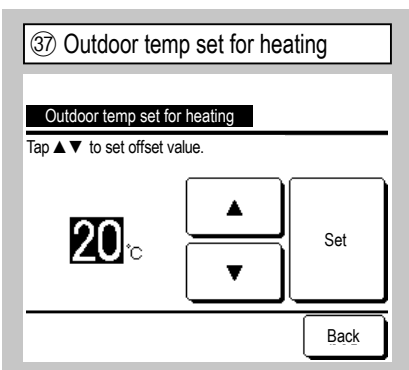 ㊲ Outdoor temp set for heating
Outdoor temp set for heating
Tap ▲▼ to set offset value.
▲
20°C
Set
▼
Back